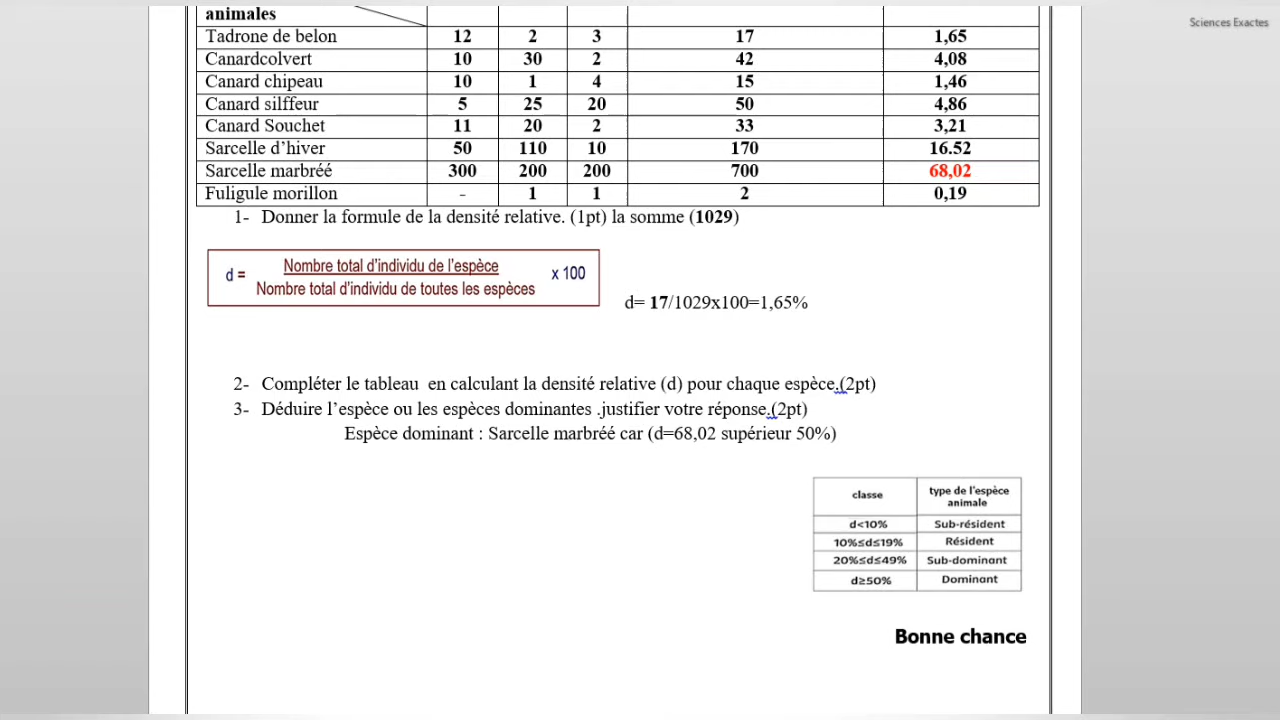 Sciences Exactes
animales
Tadrone de belon 12 2 3 17 1,65
Canardcolvert 10 30 2 42 4,08
Canard chipeau 10 1 4 15 1,46
Canard silffeur 5 25 20 50 4,86
Canard Souchet 11 20 2 33 3,21
Sarcelle d’hiver 50 110 10 170 16.52
Sarcelle marbréé 300 200 200 700 68,02
Fuligule morillon - 1 1 2 0,19
1- Donner la formule de la densité relative. (1pt) la somme (1029)
d = Nombre total d'individu de l'espèce x 100
Nombre total d'individu de toutes les espèces
d= 17/1029x100=1,65%
2- Compléter le tableau en calculant la densité relative (d) pour chaque espèce.(2pt)
3- Déduire l’espèce ou les espèces dominantes .justifier votre réponse.(2pt)
Espèce dominant : Sarcelle marbréé car (d=68,02 supérieur 50%)
classe type de l'espèce animale
d<10% Sub-résident
10%≤d≤19% Résident
20%≤d≤49% Sub-dominant
d≥50% Dominant
Bonne chance